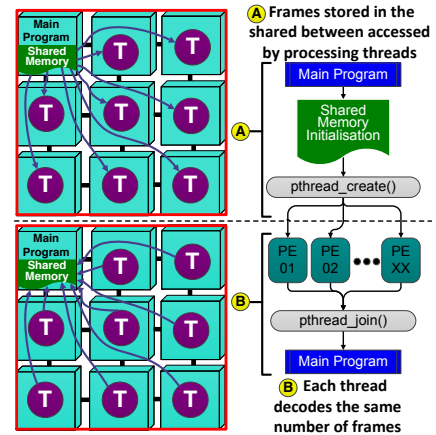 Main
Program
Shared
Memory
T
T
T
T
T
T
T
T
A Frames stored in the
shared between accessed
by processing threads
Main Program
Shared
Memory
Initialisation
A
pthread_create()
Main
Program
Shared
Memory
T
T
T
T
T
T
T
T
PE
01
PE
02
PE
XX
B
pthread_join()
Main Program
B Each thread
decodes the same
number of frames